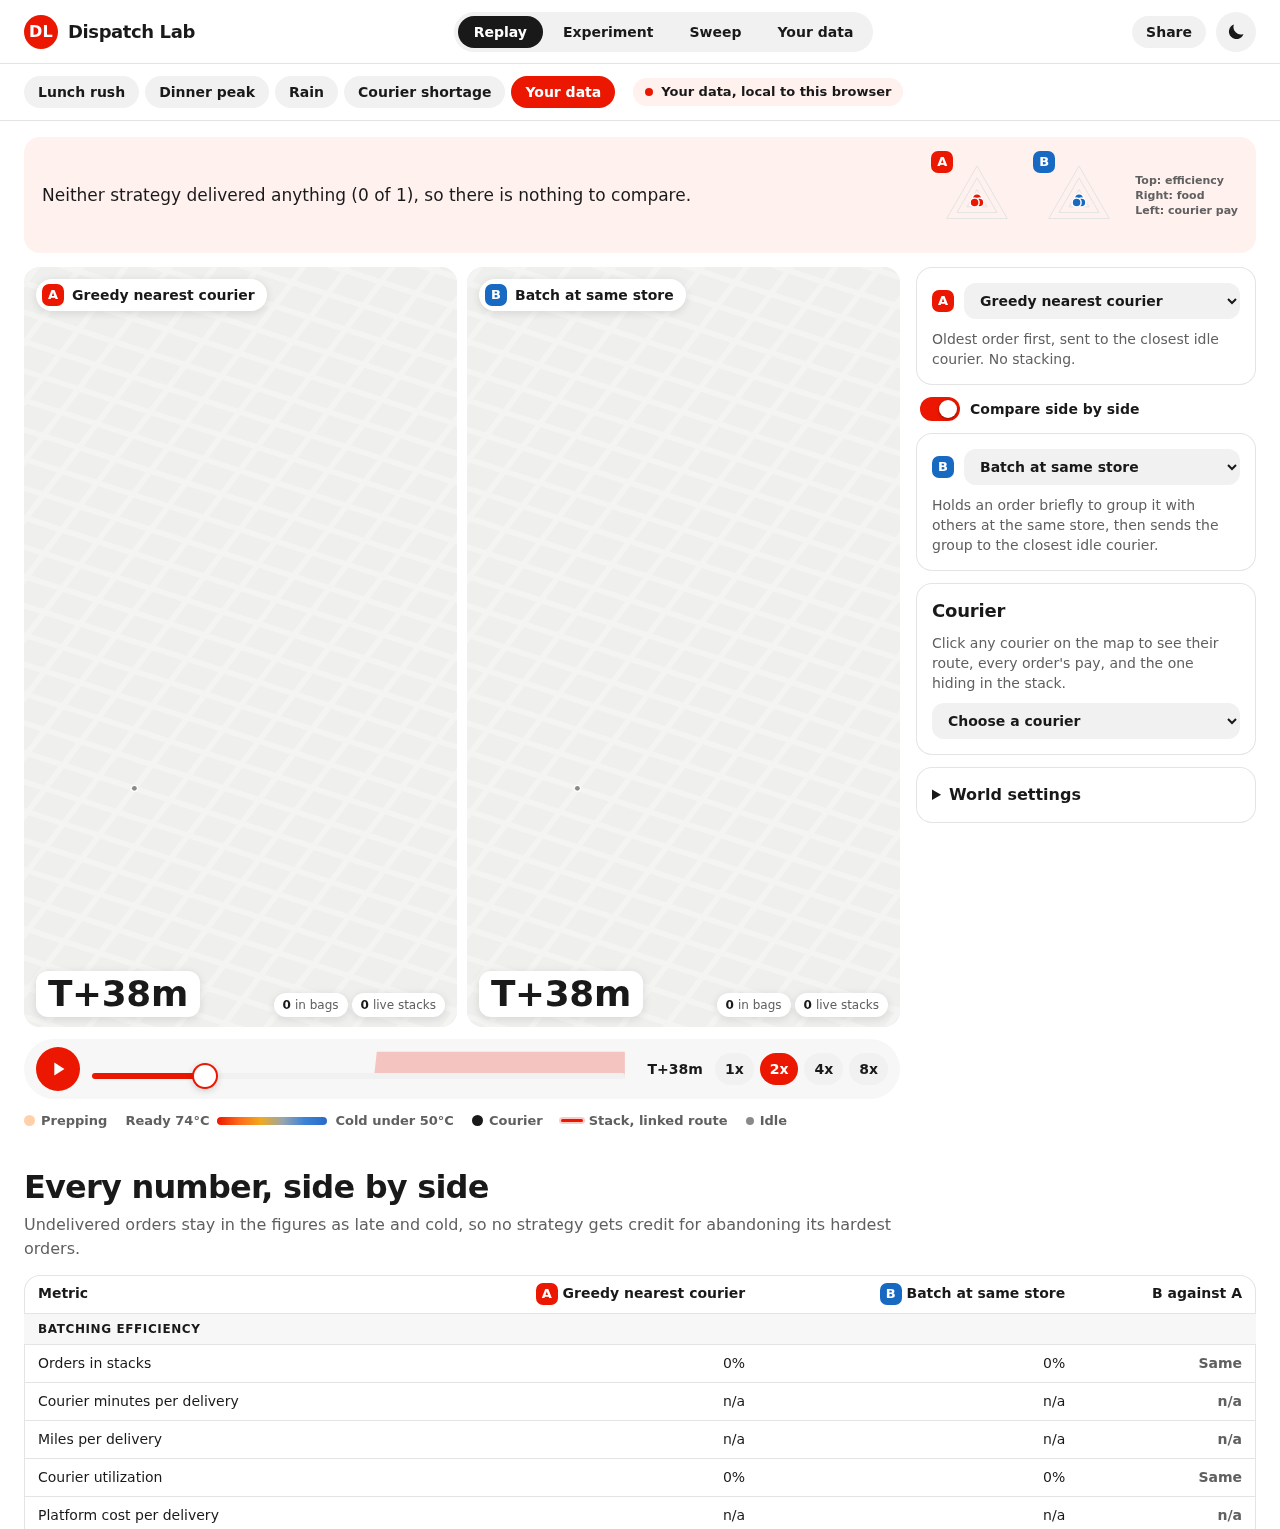 DL Dispatch Lab
Replay Experiment Sweep Your data
Share
Lunch rush Dinner peak Rain Courier shortage Your data Your data, local to this browser
Neither strategy delivered anything (0 of 1), so there is nothing to compare.
A B
Top: efficiency
Right: food
Left: courier pay
A Greedy nearest courier
B Batch at same store
T+38m
0 in bags 0 live stacks
T+38m
0 in bags 0 live stacks
A Greedy nearest courier
Oldest order first, sent to the closest idle
courier. No stacking.
Compare side by side
B Batch at same store
Holds an order briefly to group it with
others at the same store, then sends the
group to the closest idle courier.
Courier
Click any courier on the map to see their
route, every order's pay, and the one
hiding in the stack.
Choose a courier
World settings
T+38m 1x 2x 4x 8x
Prepping Ready 74°C Cold under 50°C Courier Stack, linked route Idle
Every number, side by side
Undelivered orders stay in the figures as late and cold, so no strategy gets credit for abandoning its hardest
orders.
Metric A Greedy nearest courier B Batch at same store B against A
BATCHING EFFICIENCY
Orders in stacks 0% 0% Same
Courier minutes per delivery n/a n/a n/a
Miles per delivery n/a n/a n/a
Courier utilization 0% 0% Same
Platform cost per delivery n/a n/a n/a